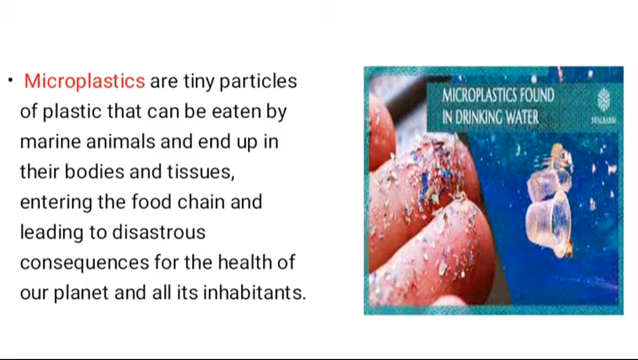 • Microplastics are tiny particles
of plastic that can be eaten by
marine animals and end up in
their bodies and tissues,
entering the food chain and
leading to disastrous
consequences for the health of
our planet and all its inhabitants.
MICROPLASTICS FOUND
IN DRINKING WATER